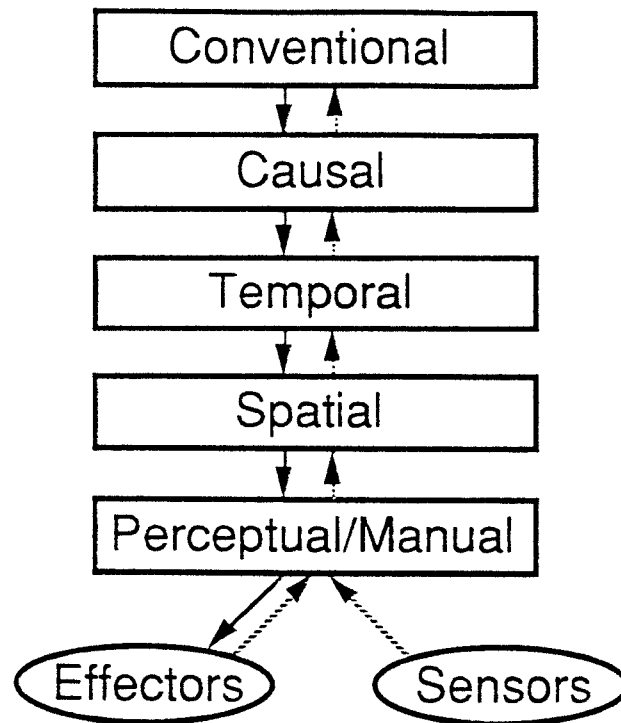 Conventional
Causal
Temporal
Spatial
Perceptual/Manual
Effectors Sensors